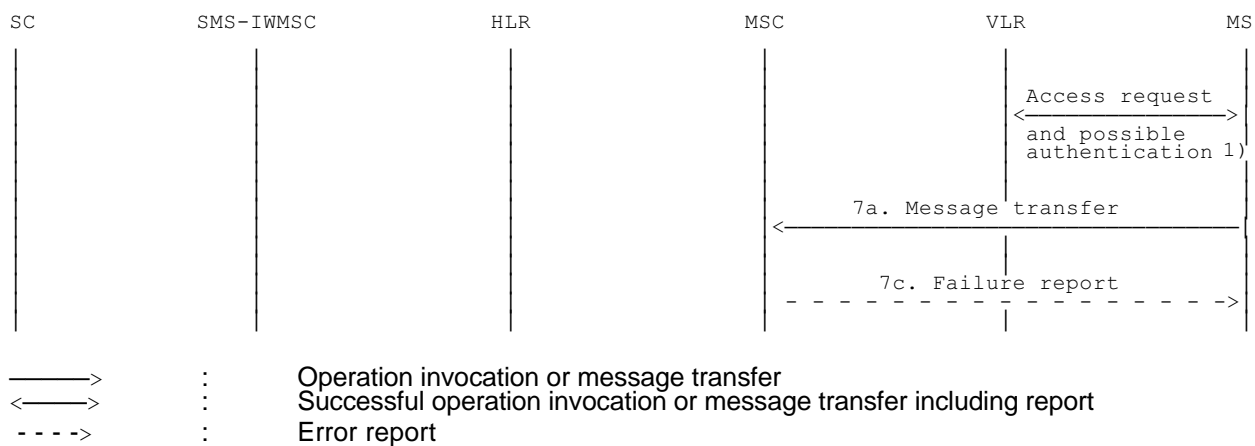 SC SMS-IWMSC HLR MSC VLR MS
Access request
and possible
authentication 1)
7a. Message transfer
7c. Failure report
: Operation invocation or message transfer
: Successful operation invocation or message transfer including report
: Error report